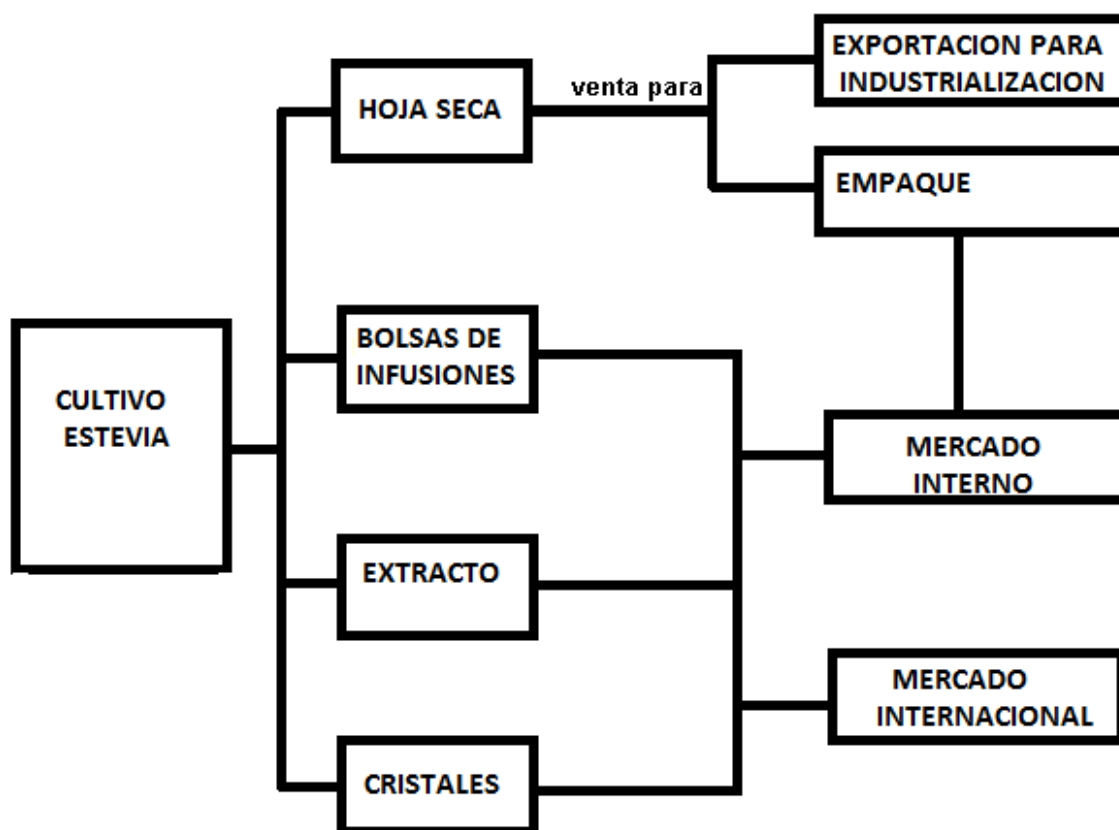 EXPORTACION PARA
INDUSTRIALIZACION
venta para
HOJA SECA
EMPAQUE
BOLSAS DE
INFUSIONES
CULTIVO
ESTEVIA
MERCADO
INTERNO
EXTRACTO
MERCADO
INTERNACIONAL
CRISTALES